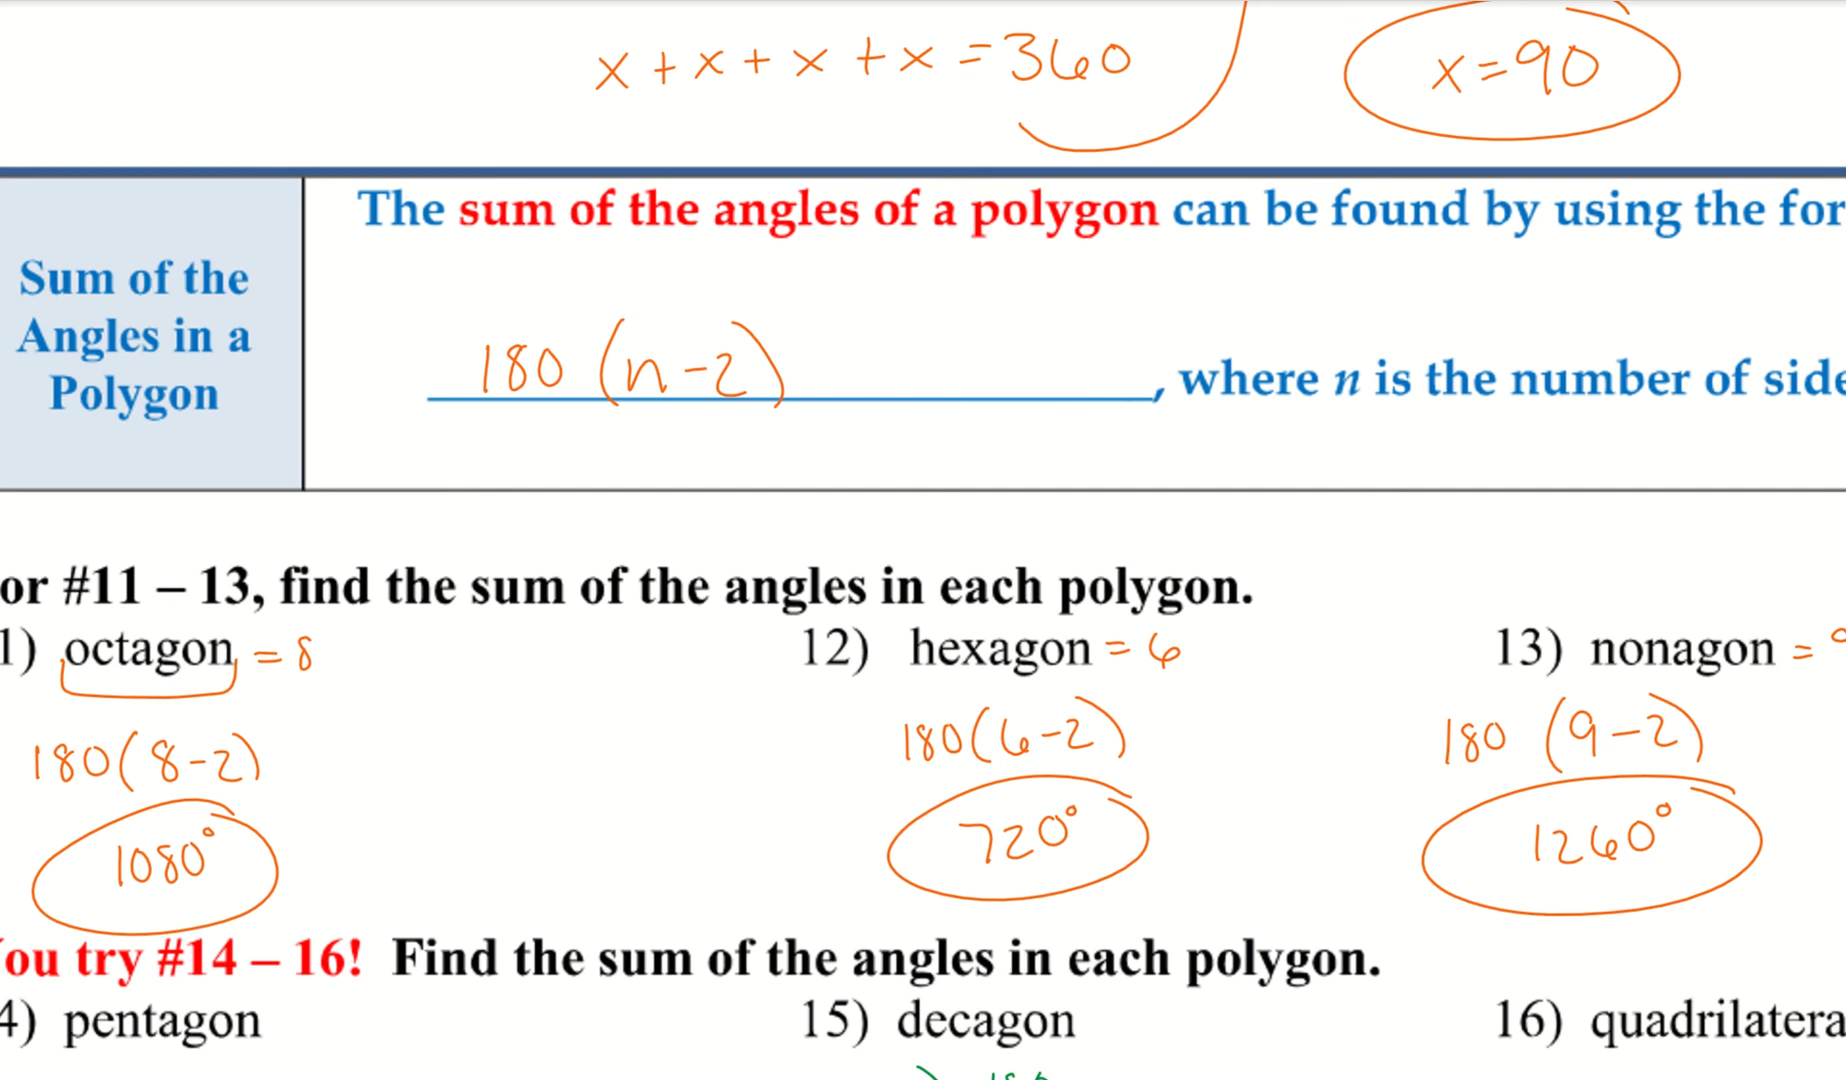 x + x + x + x = 360
x = 90
The sum of the angles of a polygon can be found by using the for
Sum of the
Angles in a
Polygon
180 (n-2)
, where n is the number of side
or #11 – 13, find the sum of the angles in each polygon.
1) octagon = 8
12) hexagon = 6
13) nonagon =
180(8-2)
180(6-2)
180 (9-2)
1080°
720°
1260°
ou try #14 – 16! Find the sum of the angles in each polygon.
4) pentagon
15) decagon
16) quadrilatera